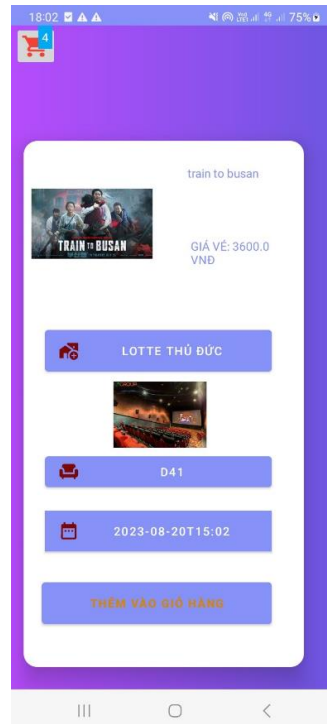 18:02
75%
4
train to busan
TRAIN TO BUSAN
GIÁ VÉ: 3600.0
VNĐ
LOTTE THỦ ĐỨC
D41
2023-08-20T15:02
THÊM VÀO GIỎ HÀNG